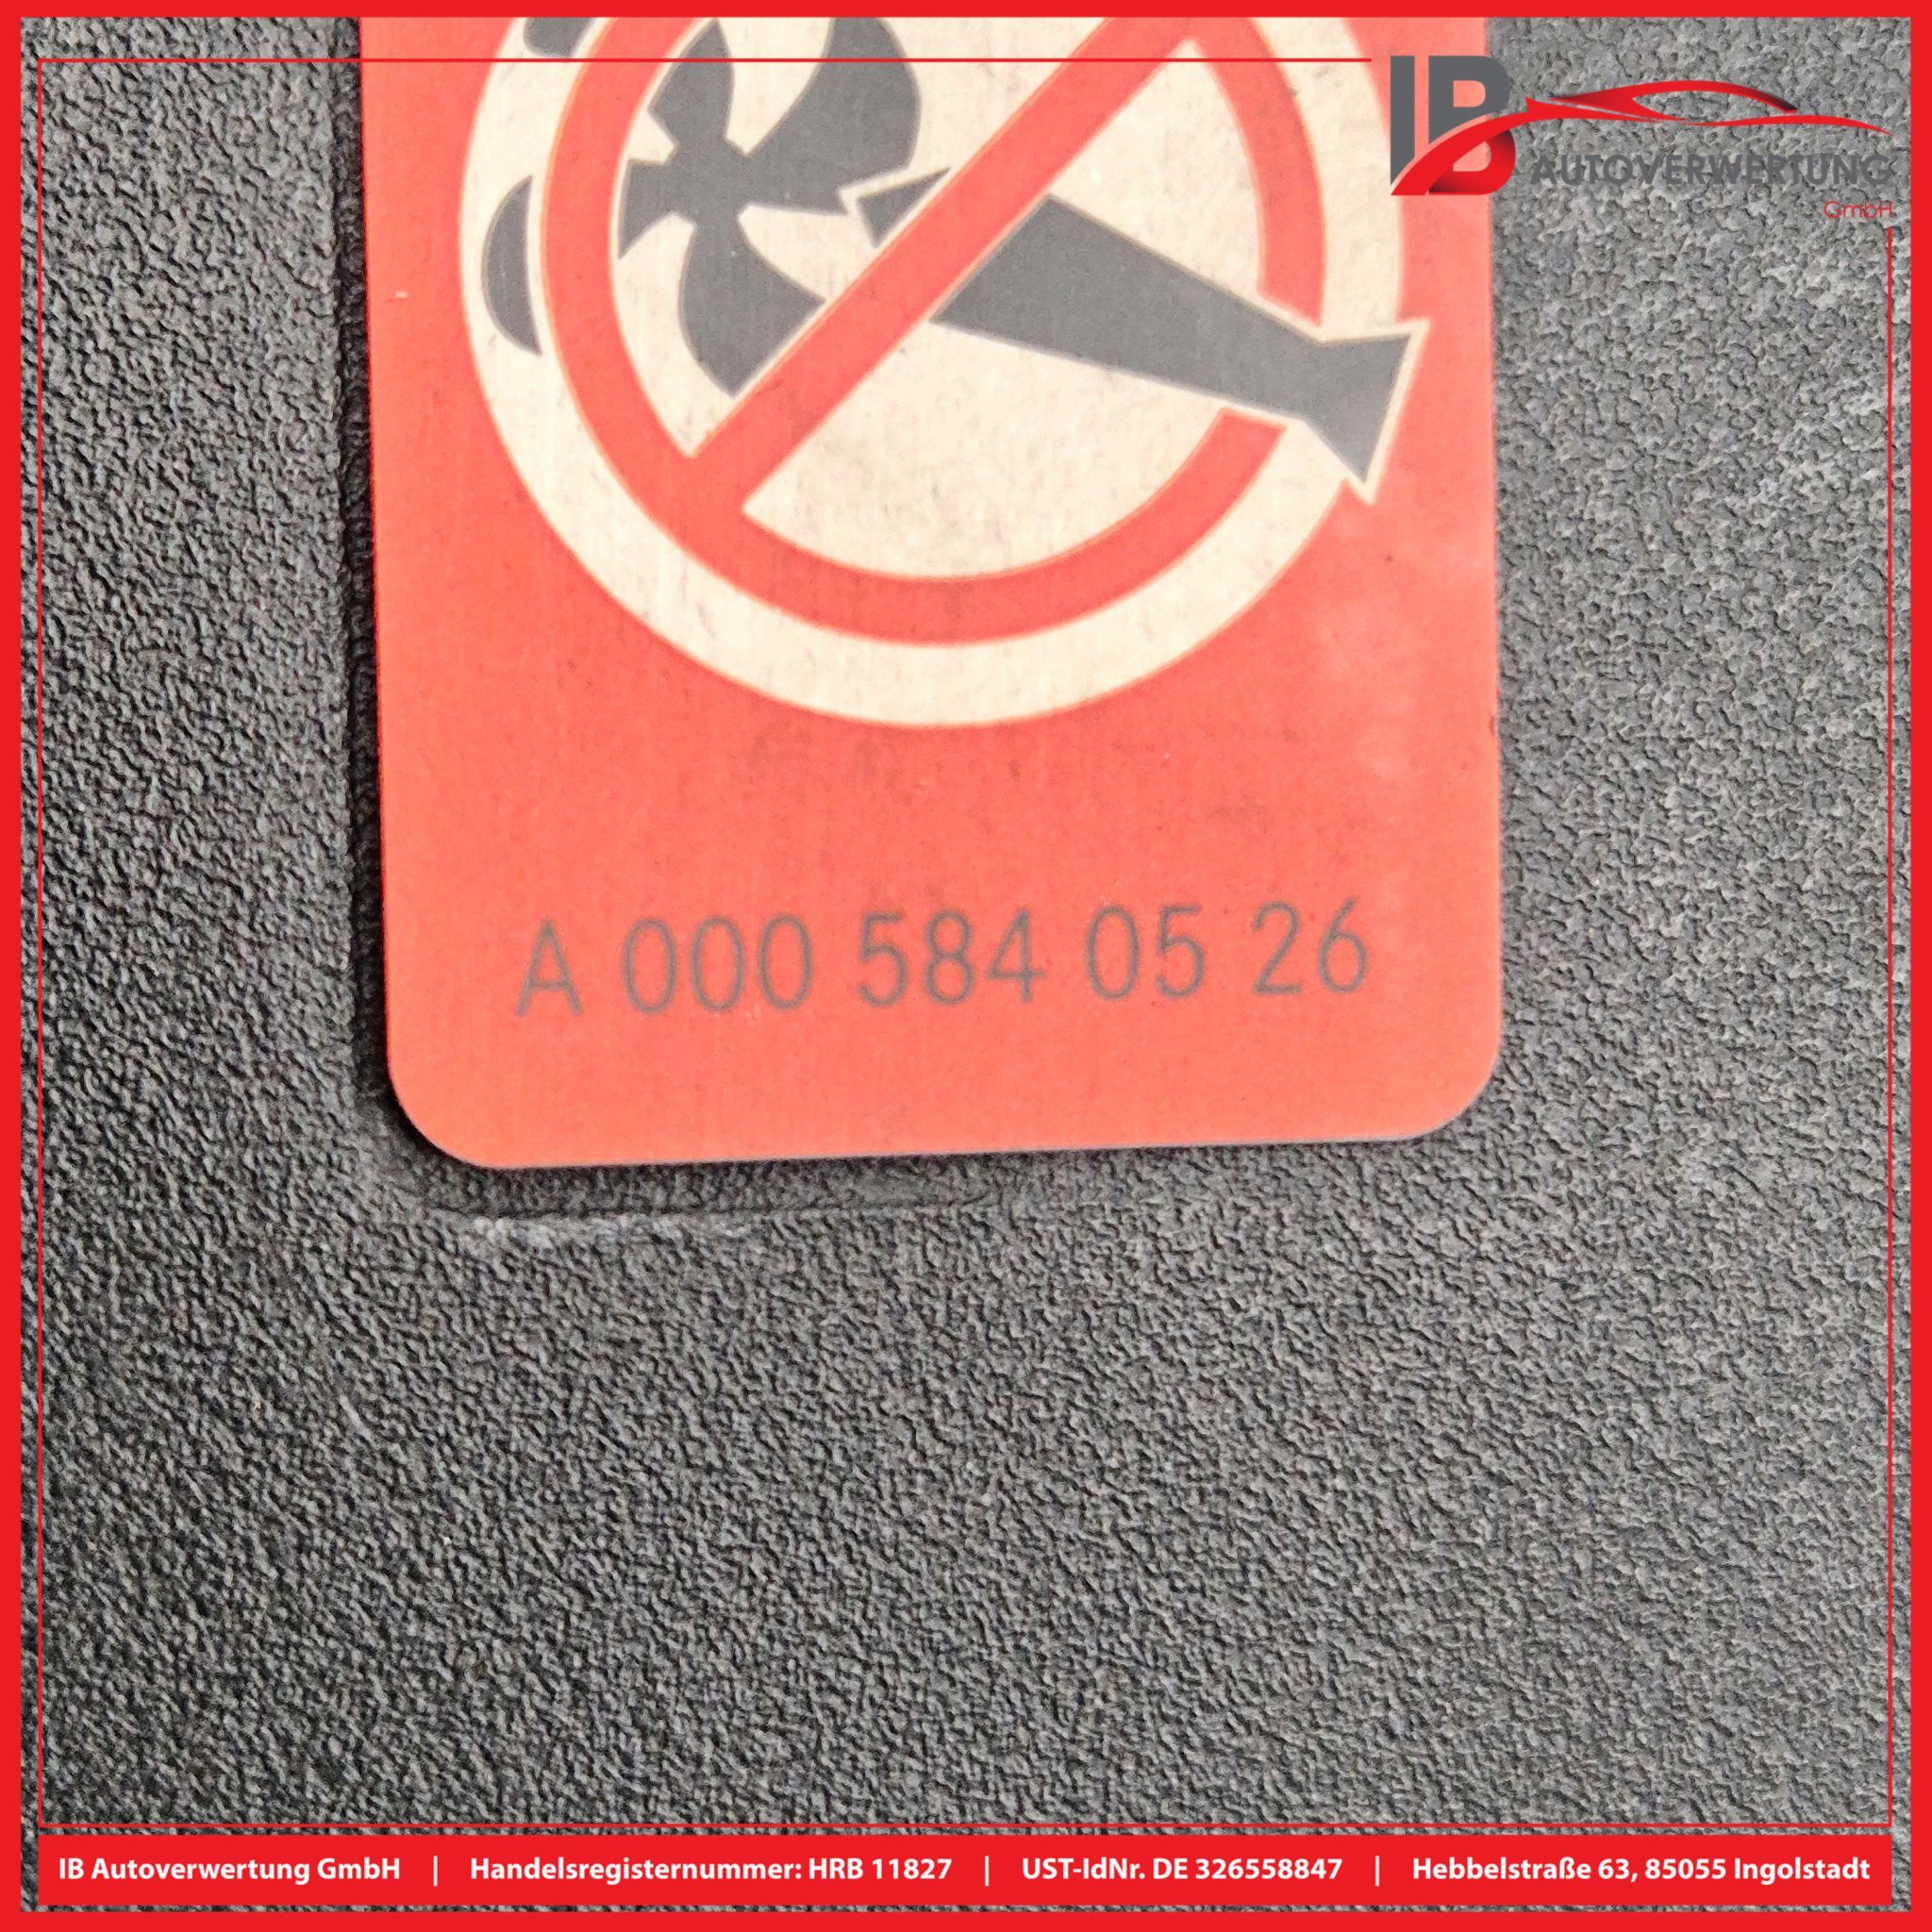 IB
AUTOVERWERTUNG
GmbH
A 000 584 05 26
IB Autoverwertung GmbH | Handelsregisternummer: HRB 11827 | UST-IdNr. DE 326558847 | Hebbelstraße 63, 85055 Ingolstadt